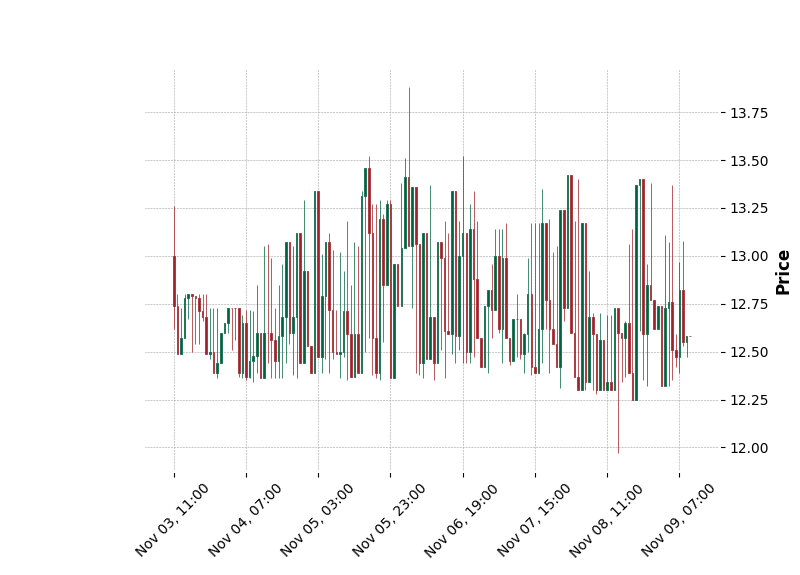 13.75
13.50
13.25
13.00
12.75
12.50
12.25
12.00
Price
Nov 03, 11:00
Nov 04, 07:00
Nov 05, 03:00
Nov 05, 23:00
Nov 06, 19:00
Nov 07, 15:00
Nov 08, 11:00
Nov 09, 07:00